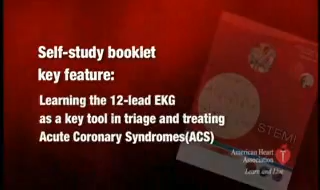 Self-study booklet
key feature:
Learning the 12-lead EKG
as a key tool in triage and treating
Acute Coronary Syndromes(ACS)
STEMI
American Heart
Association
Learn and Live